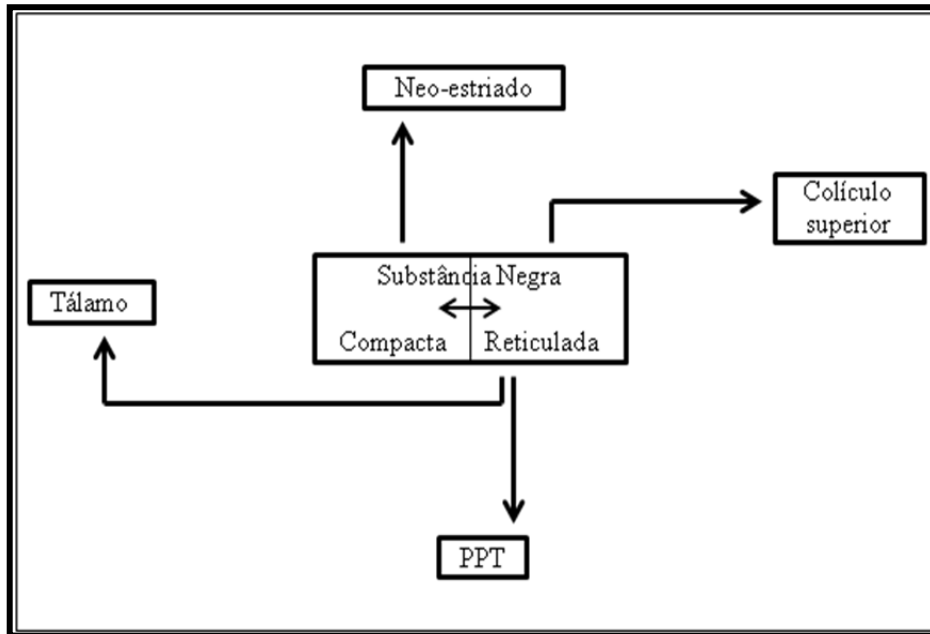 Neo-estriado
Colículo
superior
Substância Negra
Tálamo
Compacta
Reticulada
PPT